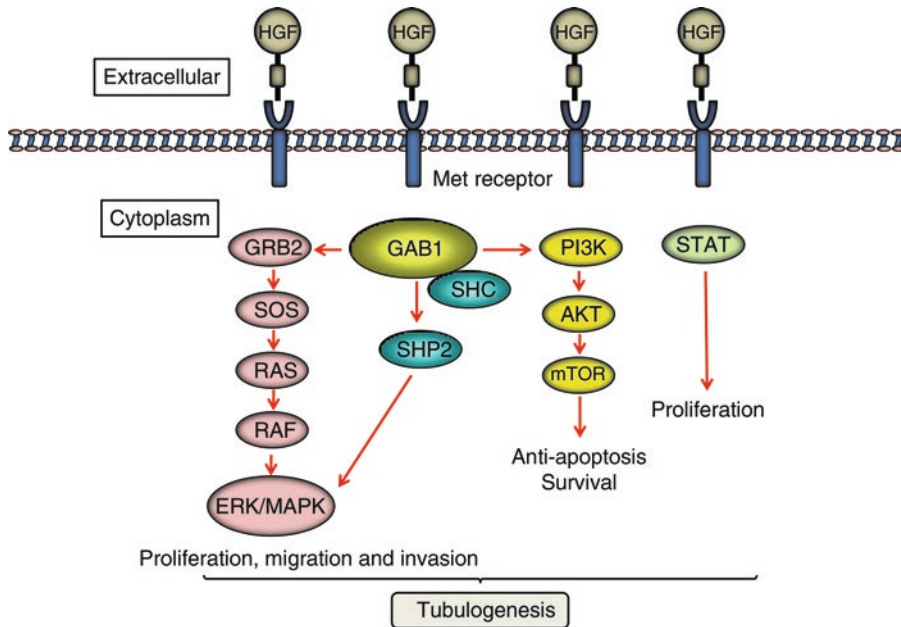 HGF HGF HGF HGF
Extracellular
Met receptor
Cytoplasm
GRB2 GAB1 PI3K STAT
SHC
SOS AKT
SHP2
RAS mTOR
Proliferation
RAF
Anti-apoptosis
Survival
ERK/MAPK
Proliferation, migration and invasion
Tubulogenesis